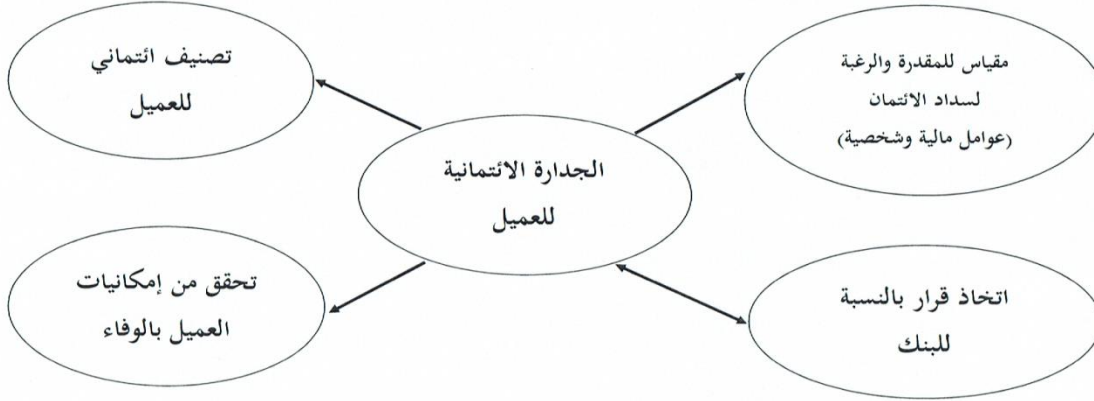 مقياس للمقدرة والرغبة
لسداد الائتمان
(عوامل مالية وشخصية)
تصنيف ائتماني
للعميل
الجدارة الائتمانية
للعميل
اتخاذ قرار بالنسبة
للبنك
تحقق من إمكانيات
العميل بالوفاء